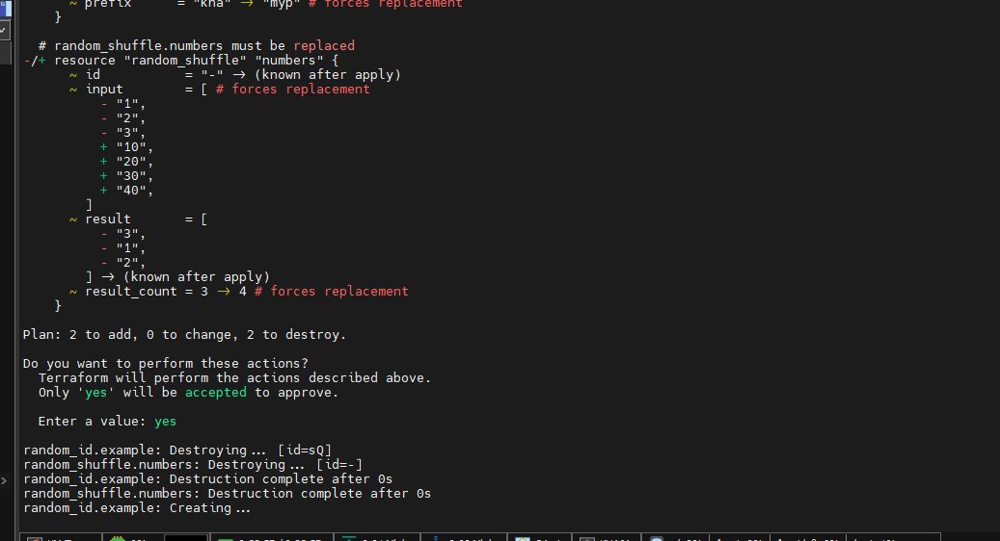 ~ prefix      = "kha" -> "myp" # forces replacement
    }

  # random_shuffle.numbers must be replaced
-/+ resource "random_shuffle" "numbers" {
      ~ id           = "-" -> (known after apply)
      ~ input        = [ # forces replacement
          - "1",
          - "2",
          - "3",
          + "10",
          + "20",
          + "30",
          + "40",
        ]
      ~ result       = [
          - "3",
          - "1",
          - "2",
        ] -> (known after apply)
      ~ result_count = 3 -> 4 # forces replacement
    }

Plan: 2 to add, 0 to change, 2 to destroy.

Do you want to perform these actions?
  Terraform will perform the actions described above.
  Only 'yes' will be accepted to approve.

  Enter a value: yes

random_id.example: Destroying... [id=sQ]
random_shuffle.numbers: Destroying... [id=-]
random_id.example: Destruction complete after 0s
random_shuffle.numbers: Destruction complete after 0s
random_id.example: Creating...